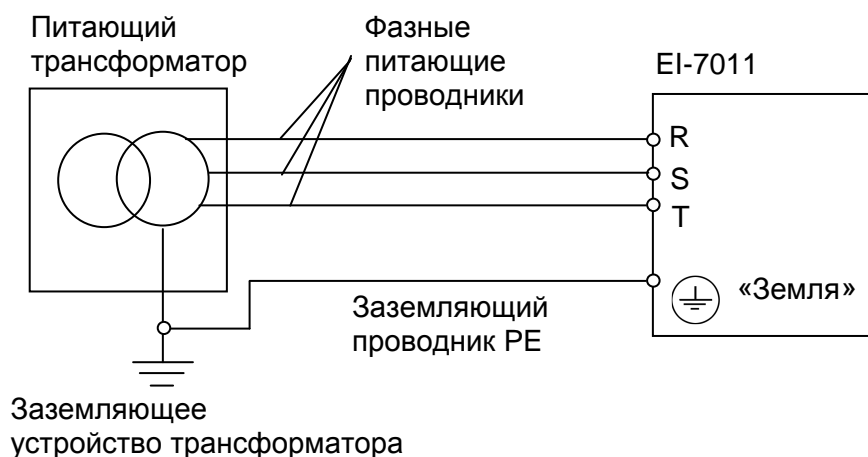 Питающий
трансформатор
Фазные
питающие
проводники
EI-7011
R
S
T
«Земля»
Заземляющий
проводник PE
Заземляющее
устройство трансформатора